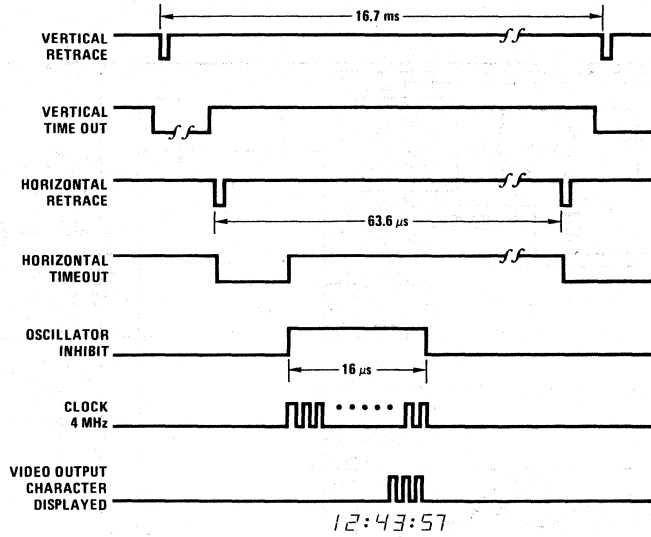 16.7 ms
VERTICAL
RETRACE
VERTICAL
TIME OUT
HORIZONTAL
RETRACE
63.6 µs
HORIZONTAL
TIMEOUT
OSCILLATOR
INHIBIT
16 µs
CLOCK
4 MHz
VIDEO OUTPUT
CHARACTER
DISPLAYED
12:43:57